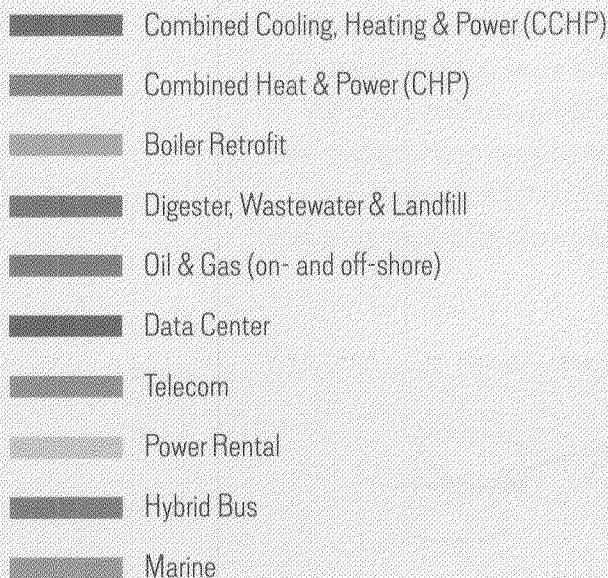 Combined Cooling, Heating & Power (CCHP)
Combined Heat & Power (CHP)
Boiler Retrofit
Digester, Wastewater & Landfill
Oil & Gas (on- and off-shore)
Data Center
Telecom
Power Rental
Hybrid Bus
Marine